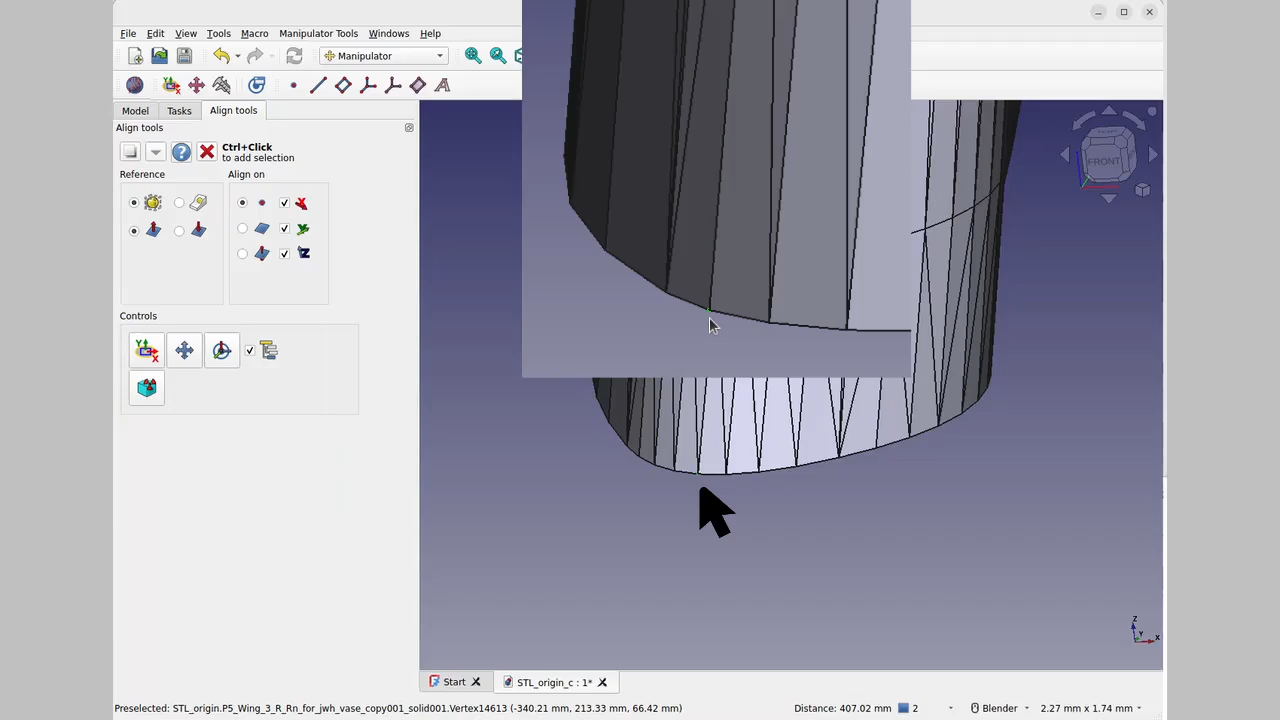 File Edit View Tools Macro Manipulator Tools Windows Help
Manipulator
Model Tasks Align tools
Align tools
Ctrl+Click
to add selection
Reference
Align on
Controls
FRONT
Z
Y
X
Start STL_origin_c : 1*
Preselected: STL_origin.P5_Wing_3_R_Rn_for_jwh_vase_copy001_solid001.Vertex14613 (-340.21 mm, 213.33 mm, 66.42 mm) Distance: 407.02 mm 2 Blender 2.27 mm x 1.74 mm